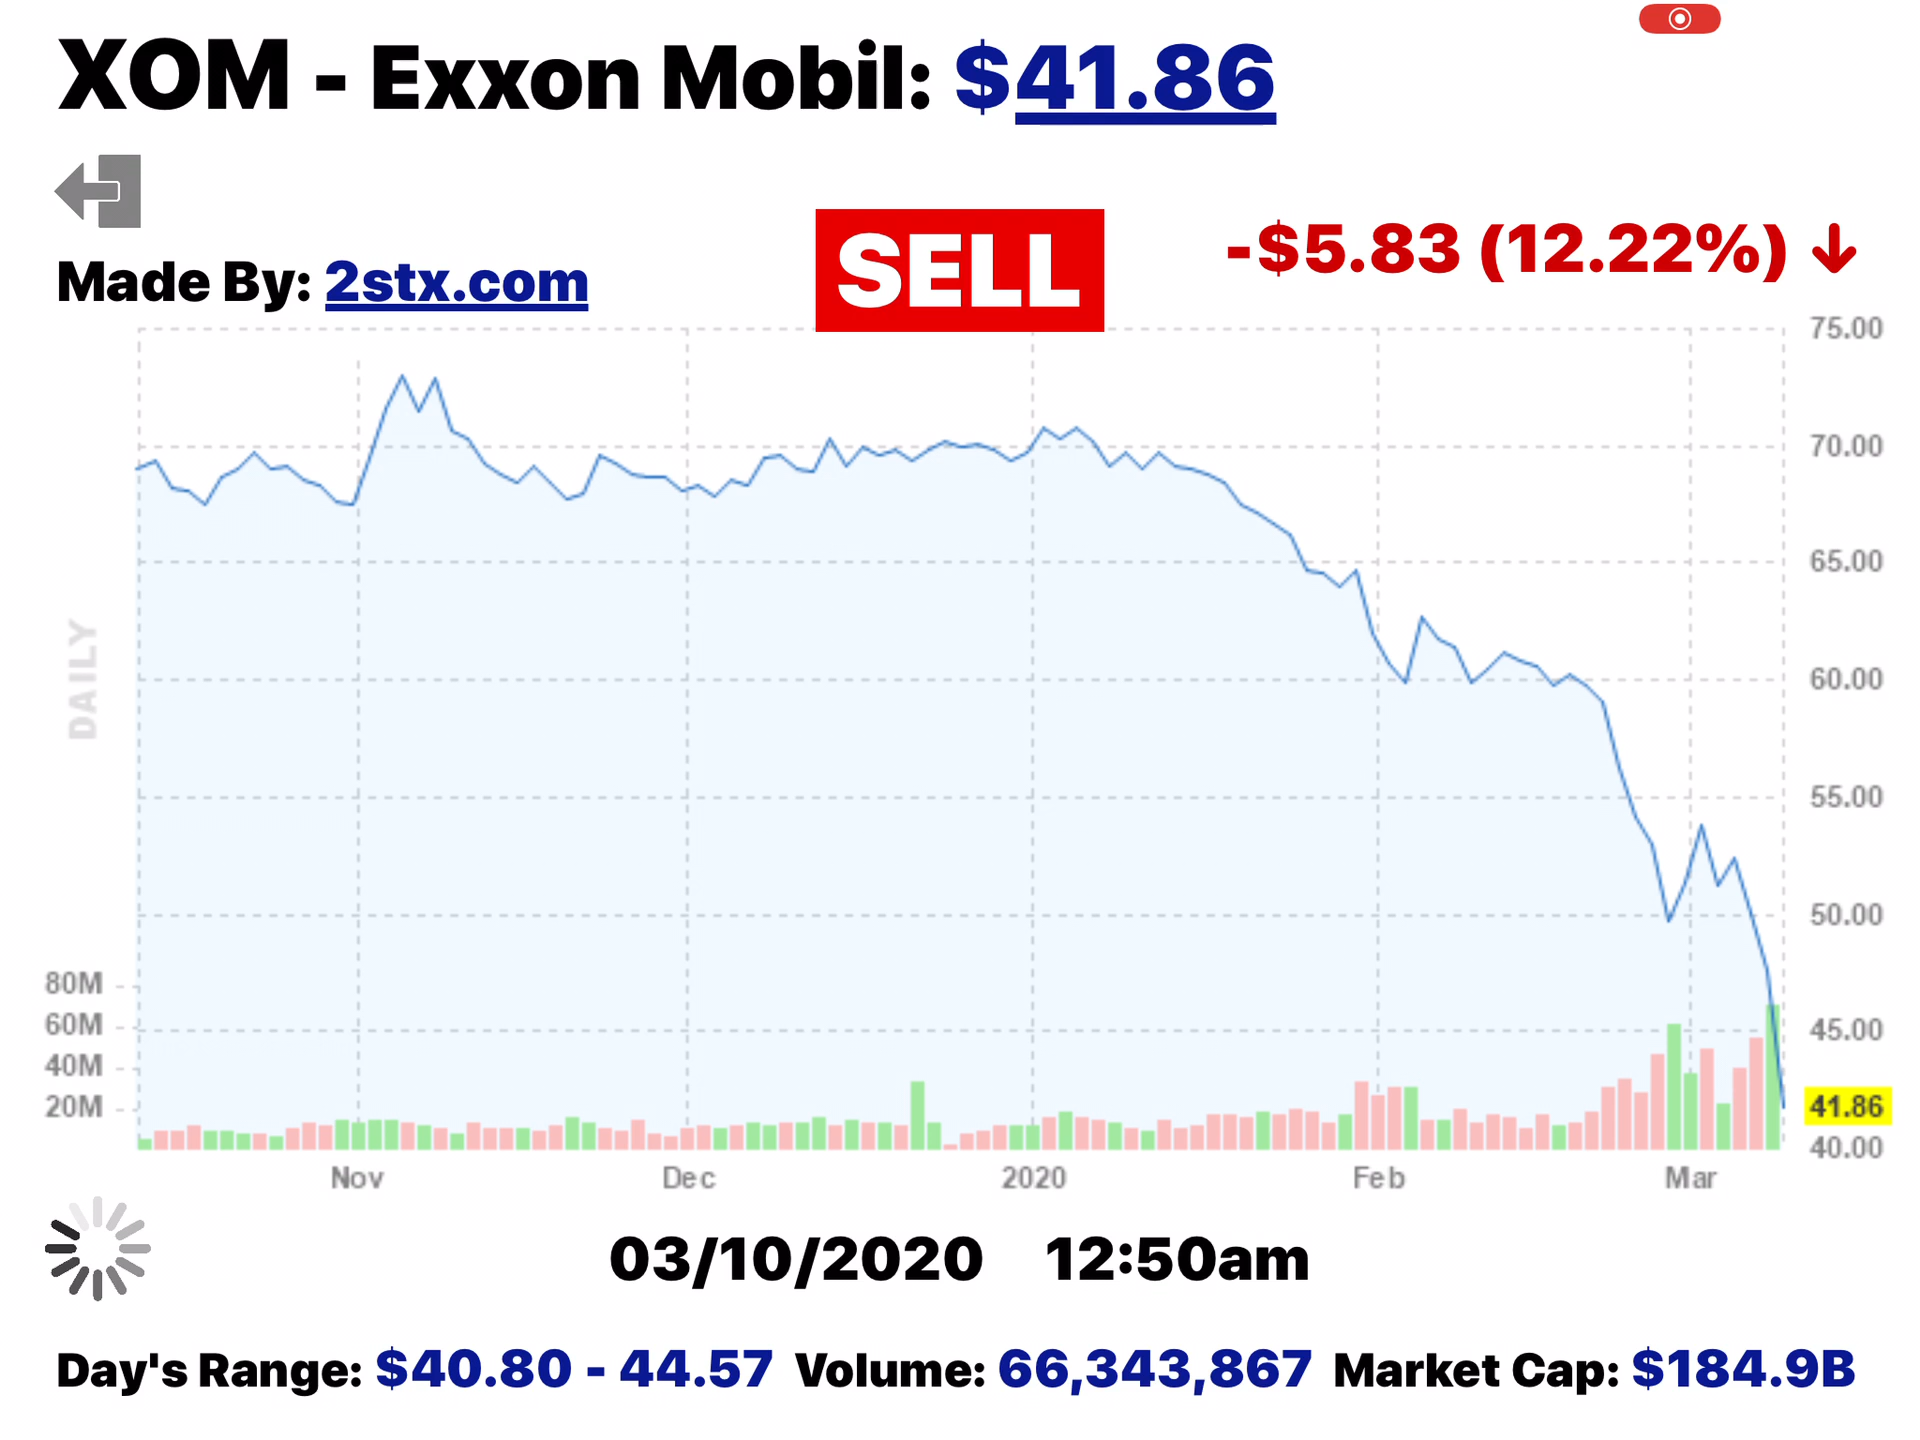 XOM - Exxon Mobil: $41.86
SELL
-$5.83 (12.22%) ↓
Made By: 2stx.com
75.00
70.00
65.00
60.00
55.00
50.00
45.00
41.86
40.00
DAILY
80M
60M
40M
20M
Nov Dec 2020 Feb Mar
03/10/2020 12:50am
Day's Range: $40.80 - 44.57 Volume: 66,343,867 Market Cap: $184.9B